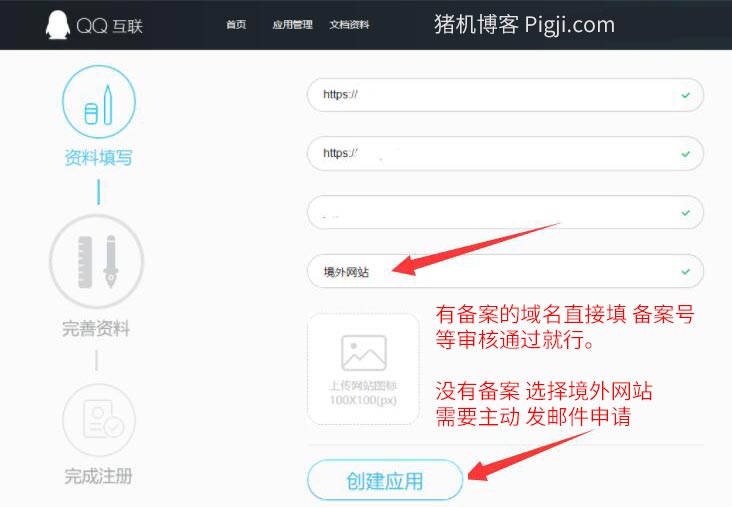 QQ 互联
首页 应用管理 文档资料
猪机博客 Pigji.com
资料填写
完善资料
完成注册
https://
https://
境外网站
有备案的域名直接填 备案号
等审核通过就行。
上传网站图标
100X100(px)
没有备案 选择境外网站
需要主动 发邮件申请
创建应用